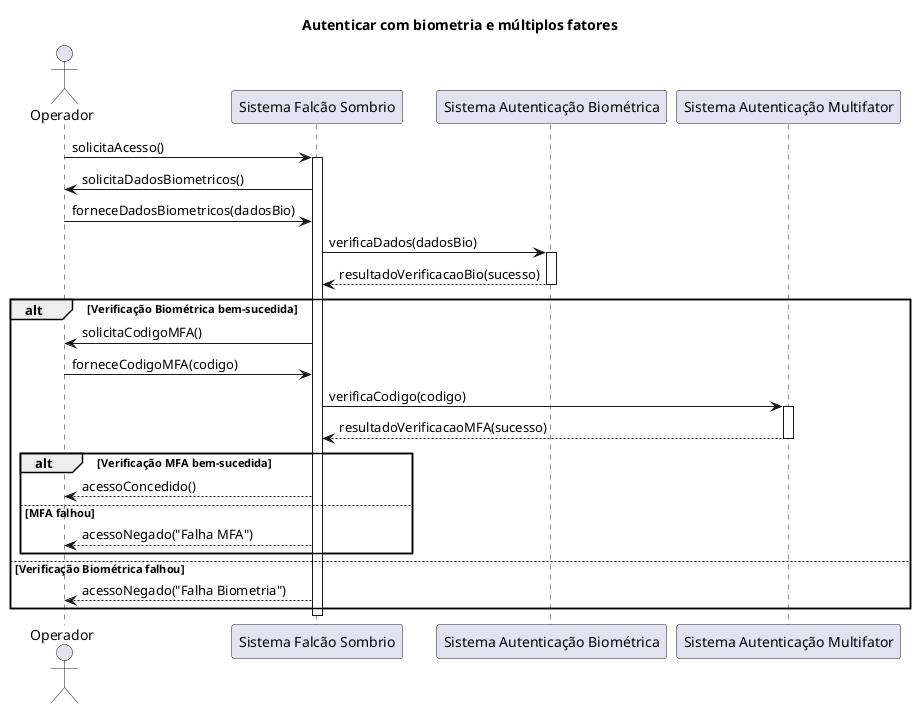 Autenticar com biometria e múltiplos fatores
Operador
Sistema Falcão Sombrio
Sistema Autenticação Biométrica
Sistema Autenticação Multifator
solicitaAcesso()
solicitaDadosBiometricos()
forneceDadosBiometricos(dadosBio)
verificaDados(dadosBio)
resultadoVerificacaoBio(sucesso)
alt [Verificação Biométrica bem-sucedida]
solicitaCodigoMFA()
forneceCodigoMFA(codigo)
verificaCodigo(codigo)
resultadoVerificacaoMFA(sucesso)
alt [Verificação MFA bem-sucedida]
acessoConcedido()
[MFA falhou]
acessoNegado("Falha MFA")
[Verificação Biométrica falhou]
acessoNegado("Falha Biometria")
Operador
Sistema Falcão Sombrio
Sistema Autenticação Biométrica
Sistema Autenticação Multifator